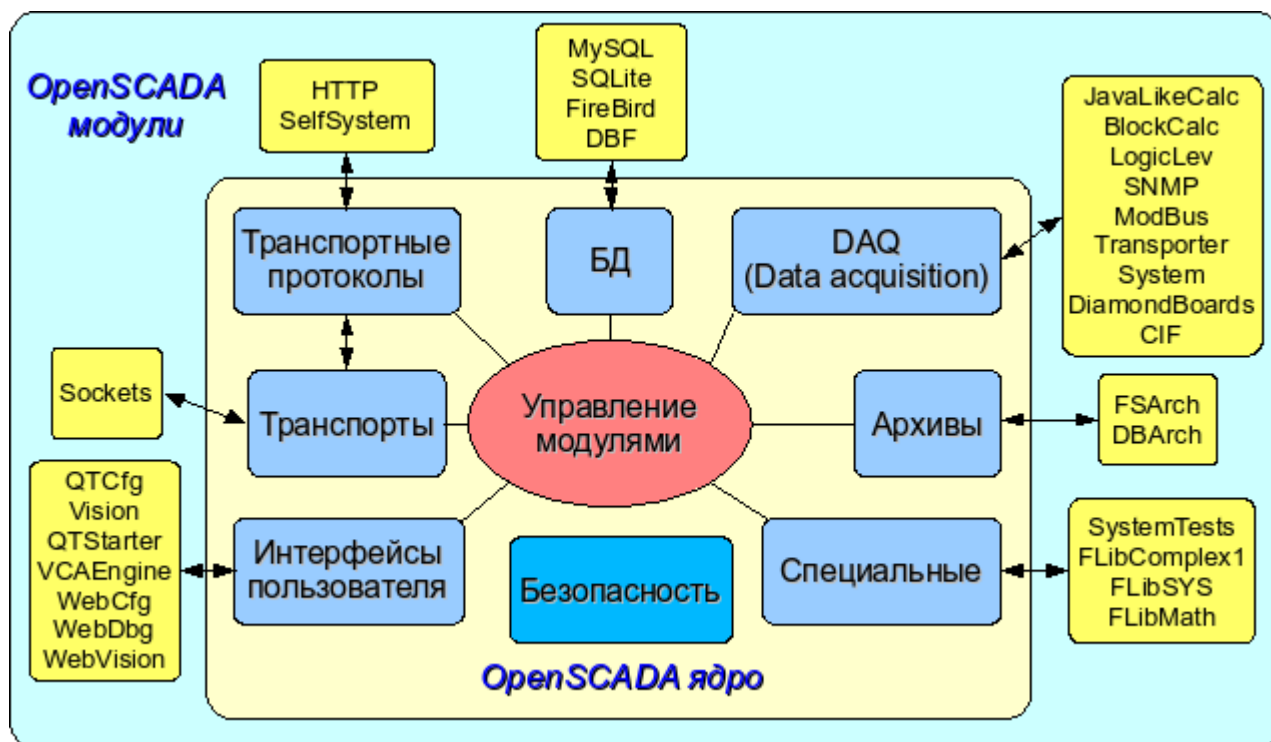 OpenSCADA
модули
HTTP
SelfSystem
MySQL
SQLite
FireBird
DBF
JavaLikeCalc
BlockCalc
LogicLev
SNMP
ModBus
Transporter
System
DiamondBoards
CIF
Транспортные
протоколы
БД
DAQ
(Data acquisition)
Sockets
Транспорты
Управление
модулями
Архивы
FSArch
DBArch
QTCfg
Vision
QTStarter
VCAEngine
WebCfg
WebDbg
WebVision
Интерфейсы
пользователя
Безопасность
Специальные
SystemTests
FLibComplex1
FLibSYS
FLibMath
OpenSCADA ядро